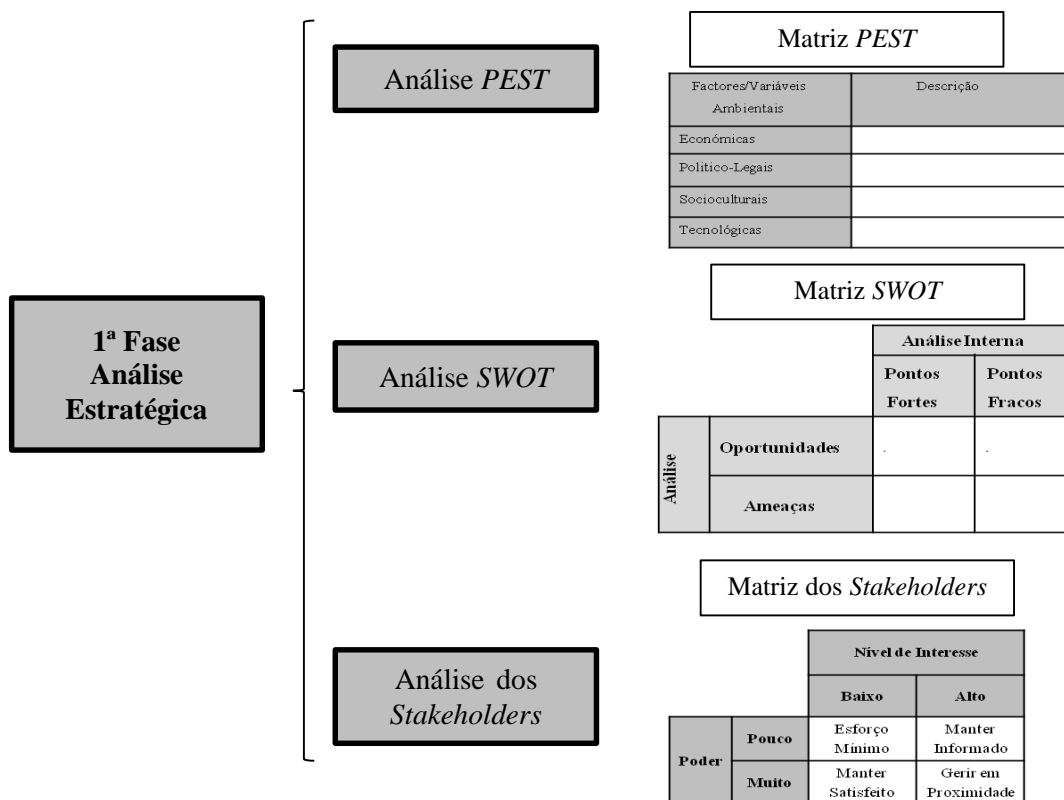 1ª Fase
Análise
Estratégica
Análise PEST
Matriz PEST
Factores/Variáveis
Ambientais
Descrição
Económicas
Politico-Legais
Socioculturais
Tecnológicas
Análise SWOT
Matriz SWOT
Análise Interna
Pontos
Fortes
Pontos
Fracos
Análise
Oportunidades
.
.
Ameaças
Análise dos
Stakeholders
Matriz dos Stakeholders
Nível de Interesse
Baixo
Alto
Poder
Pouco
Esforço
Mínimo
Manter
Informado
Muito
Manter
Satisfeito
Gerir em
Proximidade